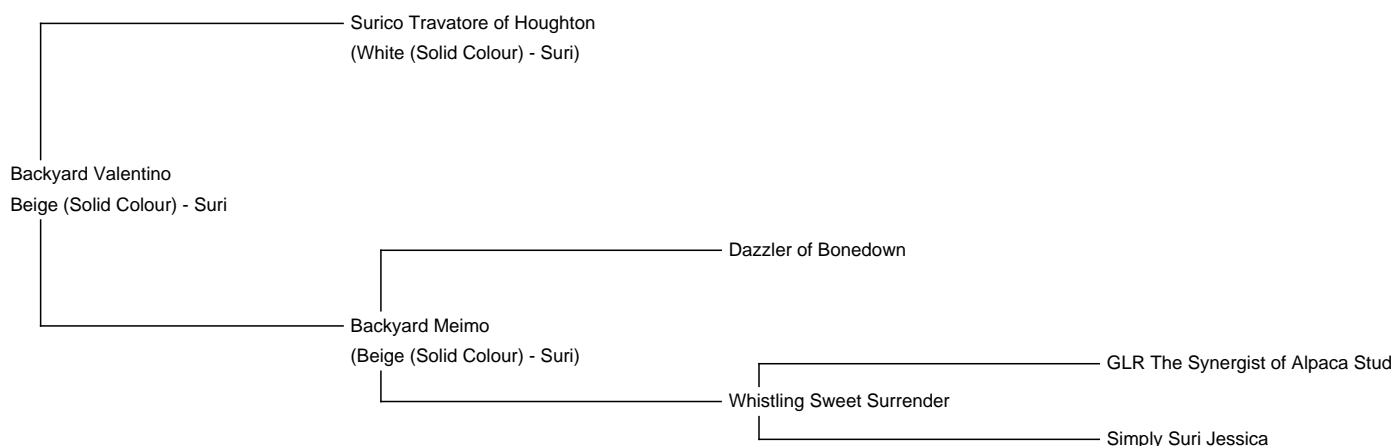 Surico Travatore of Houghton
(White (Solid Colour) - Suri)
Backyard Valentino
Beige (Solid Colour) - Suri
Dazzler of Bonedown
Backyard Meimo
(Beige (Solid Colour) - Suri)
GLR The Synergist of Alpaca Stud
Whistling Sweet Surrender
Simply Suri Jessica